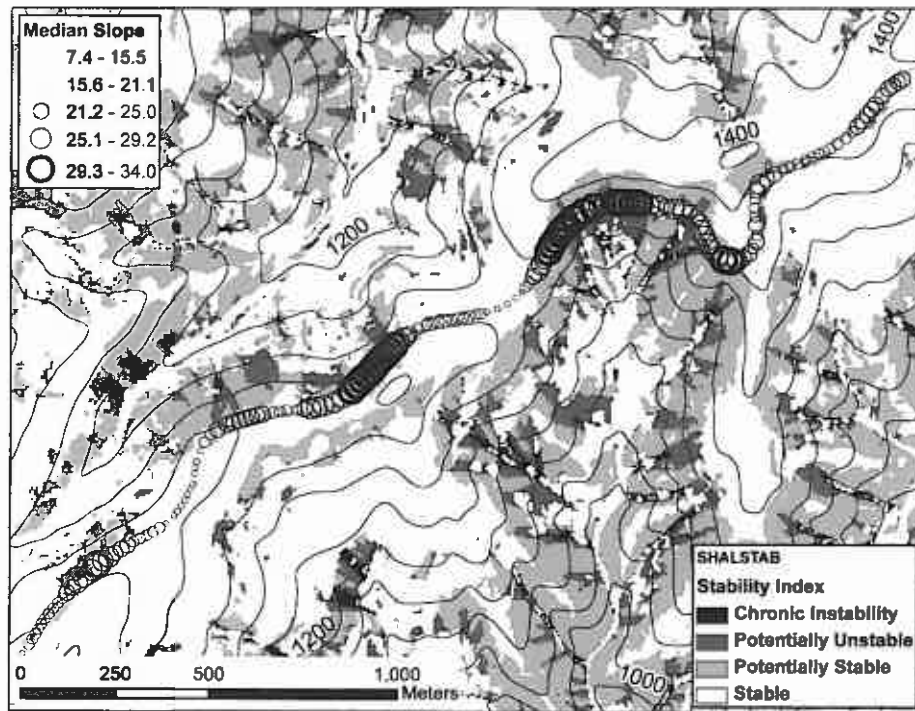 Median Slope
7.4 - 15.5
15.6 - 21.1
21.2 - 25.0
25.1 - 29.2
29.3 - 34.0
1400
1400
1200
1200
1000
0 250 500 1.000
Meters
SHALSTAB
Stability Index
Chronic Instability
Potentially Unstable
Potentially Stable
Stable